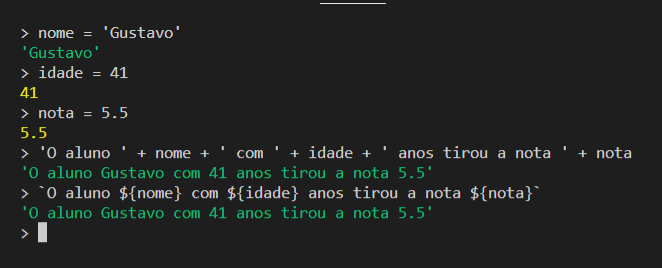 > nome = 'Gustavo'
'Gustavo'
> idade = 41
41
> nota = 5.5
5.5
> 'O aluno ' + nome + ' com ' + idade + ' anos tirou a nota ' + nota
'O aluno Gustavo com 41 anos tirou a nota 5.5'
> `O aluno ${nome} com ${idade} anos tirou a nota ${nota}`
'O aluno Gustavo com 41 anos tirou a nota 5.5'
>